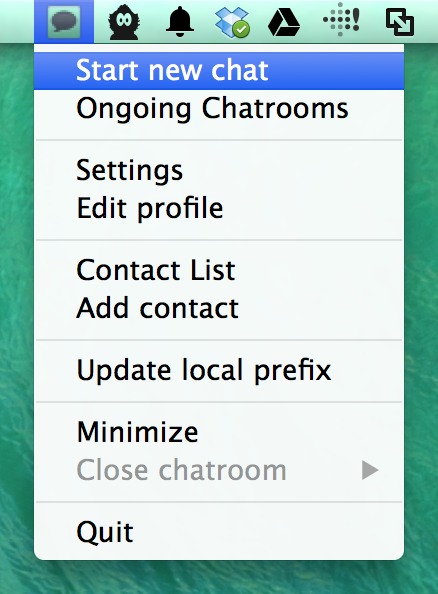 Start new chat
Ongoing Chatrooms
Settings
Edit profile
Contact List
Add contact
Update local prefix
Minimize
Close chatroom
Quit